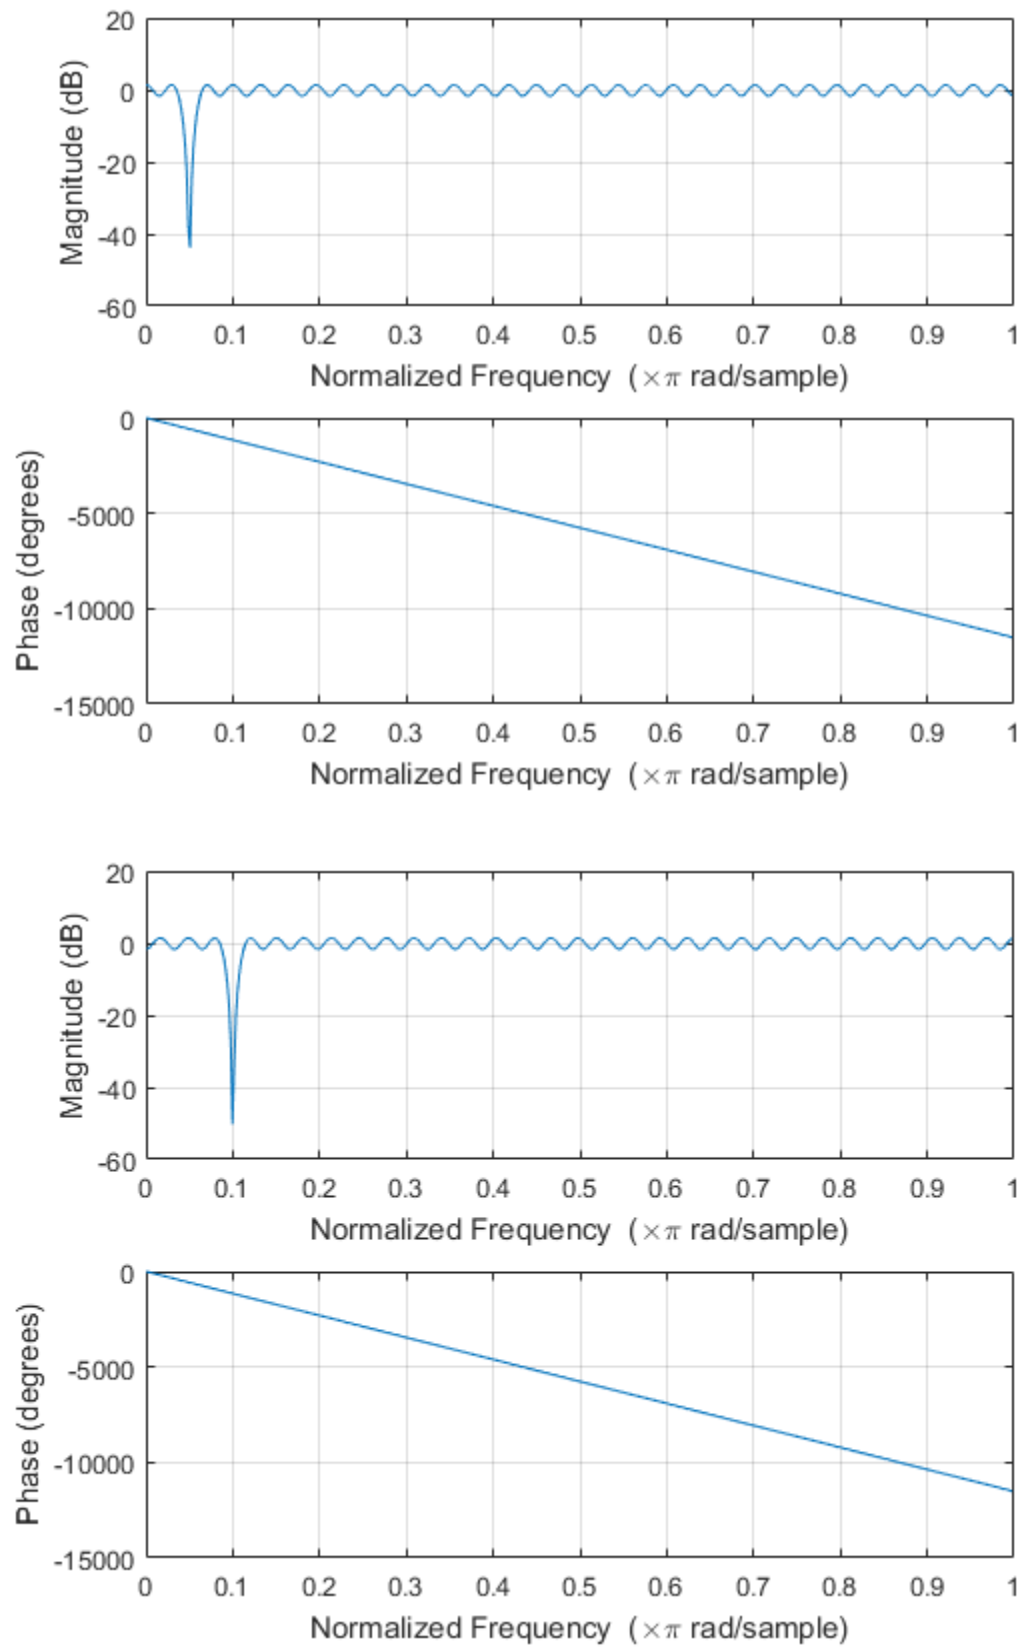 20
0
-20
-40
-60
Magnitude (dB)
0 0.1 0.2 0.3 0.4 0.5 0.6 0.7 0.8 0.9 1
Normalized Frequency (×π rad/sample)
0
-5000
-10000
-15000
Phase (degrees)
0 0.1 0.2 0.3 0.4 0.5 0.6 0.7 0.8 0.9 1
Normalized Frequency (×π rad/sample)
20
0
-20
-40
-60
Magnitude (dB)
0 0.1 0.2 0.3 0.4 0.5 0.6 0.7 0.8 0.9 1
Normalized Frequency (×π rad/sample)
0
-5000
-10000
-15000
Phase (degrees)
0 0.1 0.2 0.3 0.4 0.5 0.6 0.7 0.8 0.9 1
Normalized Frequency (×π rad/sample)